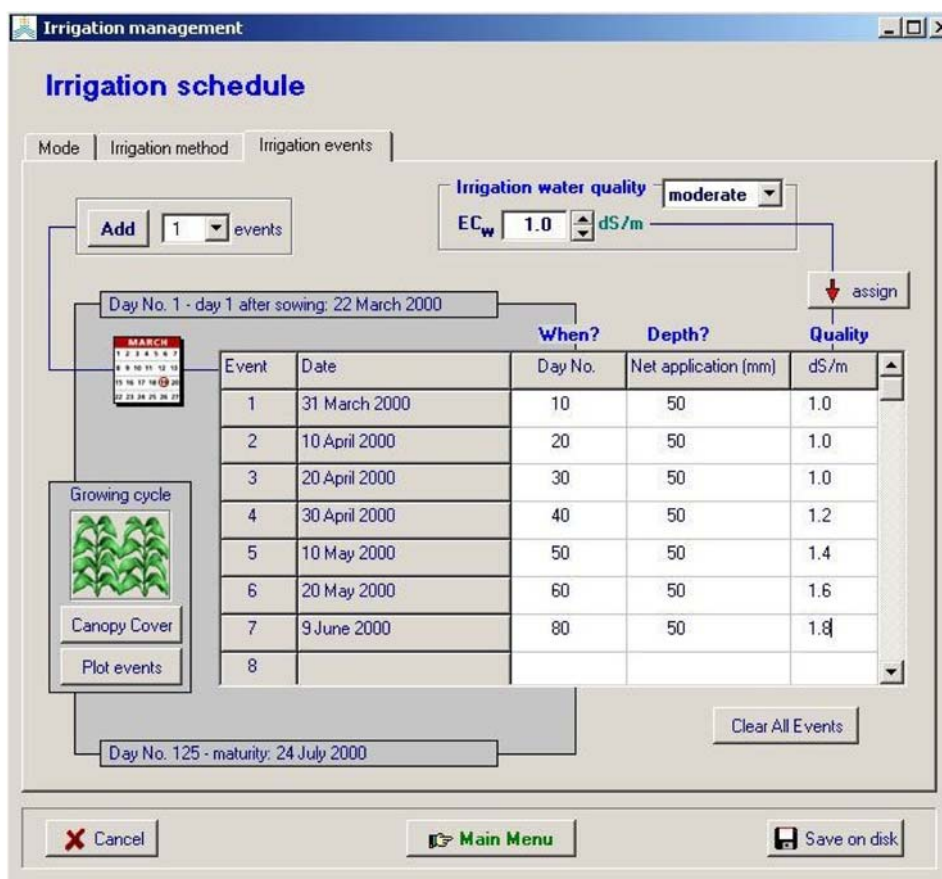 Irrigation management
Irrigation schedule
Mode Irrigation method Irrigation events
Irrigation water quality moderate
Add 1 events
ECw 1.0 dS/m
assign
Day No. 1 - day 1 after sowing: 22 March 2000
When? Depth? Quality
MARCH
Event Date Day No. Net application (mm) dS/m
1 31 March 2000 10 50 1.0
2 10 April 2000 20 50 1.0
3 20 April 2000 30 50 1.0
Growing cycle
4 30 April 2000 40 50 1.2
5 10 May 2000 50 50 1.4
6 20 May 2000 60 50 1.6
Canopy Cover
7 9 June 2000 80 50 1.8
Plot events
8
Clear All Events
Day No. 125 - maturity: 24 July 2000
Cancel Main Menu Save on disk